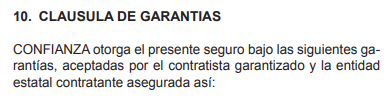 10. CLAUSULA DE GARANTIAS
CONFIANZA otorga el presente seguro bajo las siguientes ga-
rantías, aceptadas por el contratista garantizado y la entidad
estatal contratante asegurada así: